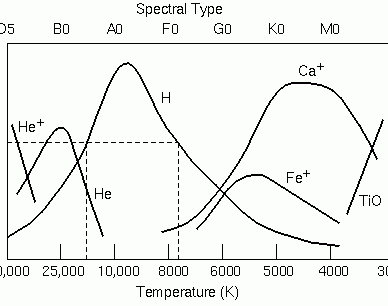 Spectral Type
O5 B0 A0 F0 G0 K0 M0
He⁺ H Ca⁺
He Fe⁺ TiO
25,000 10,000 8000 6000 4000
Temperature (K)